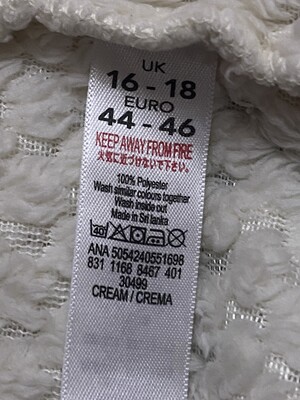 UK
16 - 18
EURO
44 - 46
KEEP AWAY FROM FIRE
火気に近づけないで下さい。
100% Polyester
Wash similar colours together
Wash inside out
Made in Sri lanka
ANA 5054240551698
831 1168 8467 401
30499
CREAM / CREMA